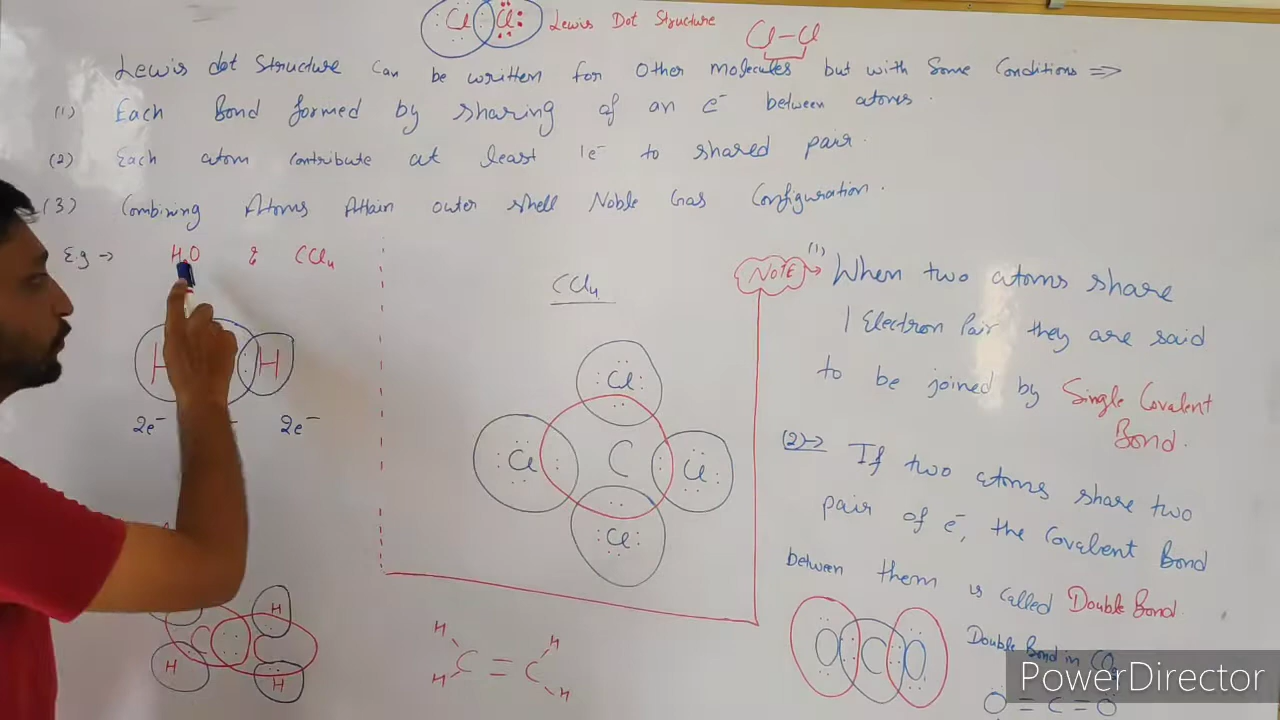 Cl Cl Lewis Dot Structure Cl-Cl
Lewis dot Structure Can be written for Other molecules but with Some Conditions ⇒
(1) Each Bond formed by sharing of an e⁻ between atoms.
(2) Each atom Contribute at least 1e⁻ to shared pair.
(3) Combining Atoms Attain outer shell Noble Gas Configuration.
E.g → H₂O & CCl₄
CCl₄
H H
2e⁻ 2e⁻
Cl
Cl C Cl
Cl
NOTE → (1) When two atoms share
1 Electron Pair they are said
to be joined by Single Covalent
Bond.
(2)→ If two atoms share two
pair of e⁻, the Covalent Bond
between them is called Double Bond.
O C O
Double Bond in CO₂
O = C = O
H
C C
H H
H H
C = C
H H
PowerDirector